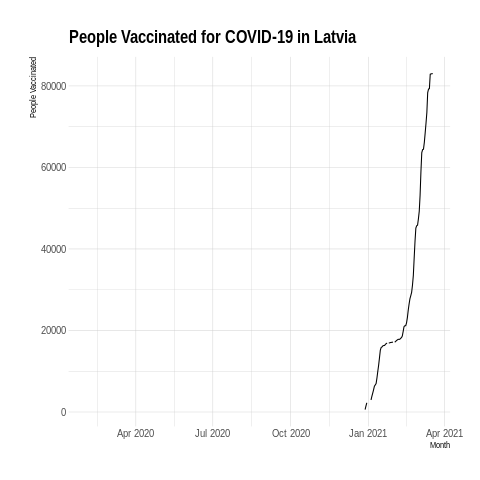 People Vaccinated for COVID-19 in Latvia
People Vaccinated
80000
60000
40000
20000
0
Apr 2020 Jul 2020 Oct 2020 Jan 2021 Apr 2021
Month